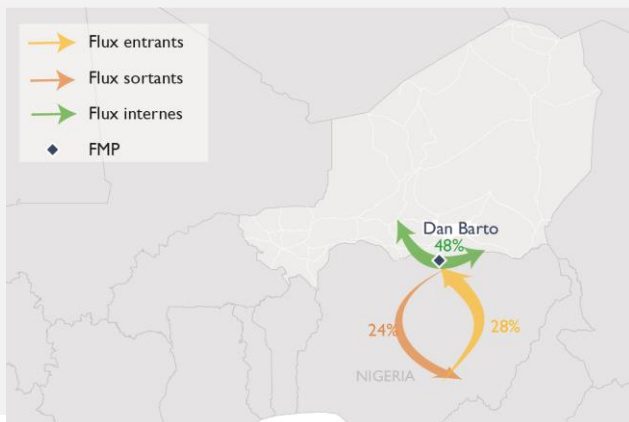 Flux entrants
Flux sortants
Flux internes
FMP
Dan Barto
48%
24%
28%
NIGERIA